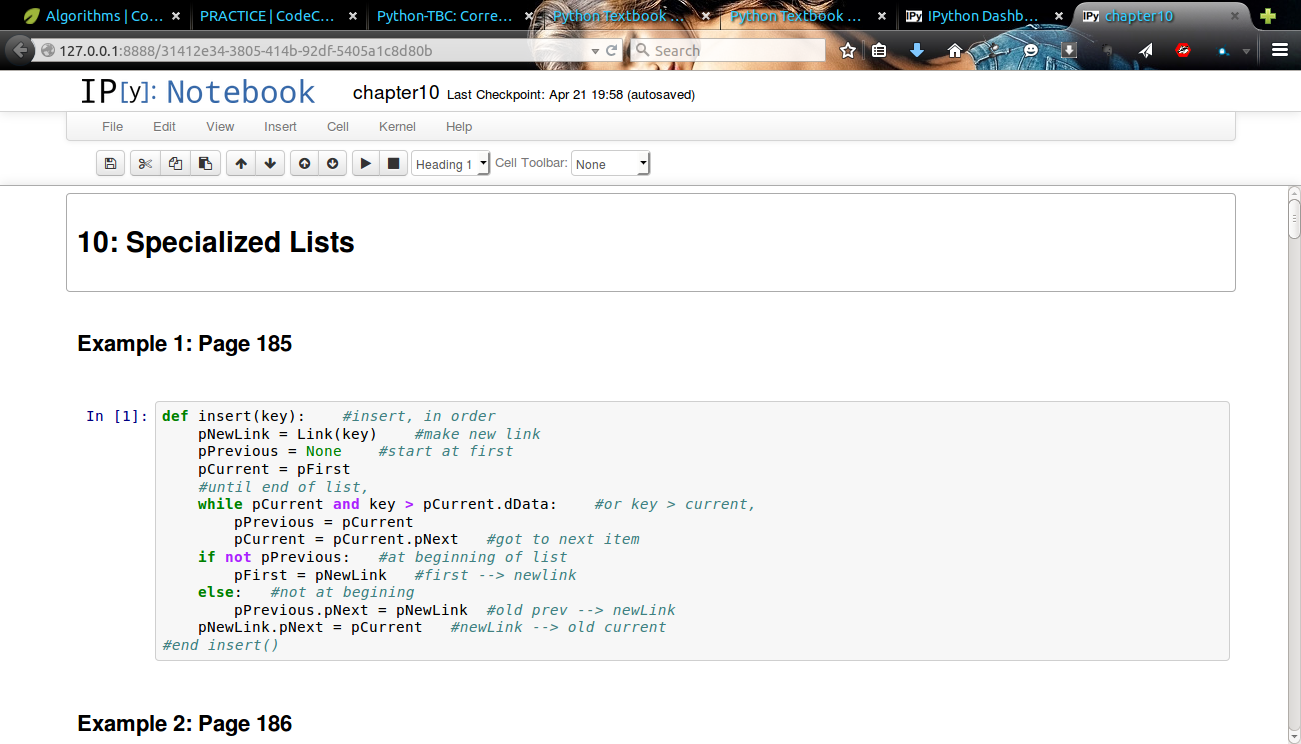 Algorithms | Co... × PRACTICE | CodeC... × Python-TBC: Corre... × Python Textbook ... × Python Textbook ... × IPy IPython Dashb... × IPy chapter10 ×
127.0.0.1:8888/31412e34-3805-414b-92df-5405a1c8d80b Search
IP[y]: Notebook chapter10 Last Checkpoint: Apr 21 19:58 (autosaved)
File Edit View Insert Cell Kernel Help
Heading 1 Cell Toolbar: None
10: Specialized Lists
Example 1: Page 185
In [1]: def insert(key):    #insert, in order
    pNewLink = Link(key)    #make new link
    pPrevious = None    #start at first
    pCurrent = pFirst
    #until end of list,
    while pCurrent and key > pCurrent.dData:    #or key > current,
        pPrevious = pCurrent
        pCurrent = pCurrent.pNext   #got to next item
    if not pPrevious:   #at beginning of list
        pFirst = pNewLink   #first --> newlink
    else:   #not at begining
        pPrevious.pNext = pNewLink  #old prev --> newLink
    pNewLink.pNext = pCurrent   #newLink --> old current
#end insert()
Example 2: Page 186